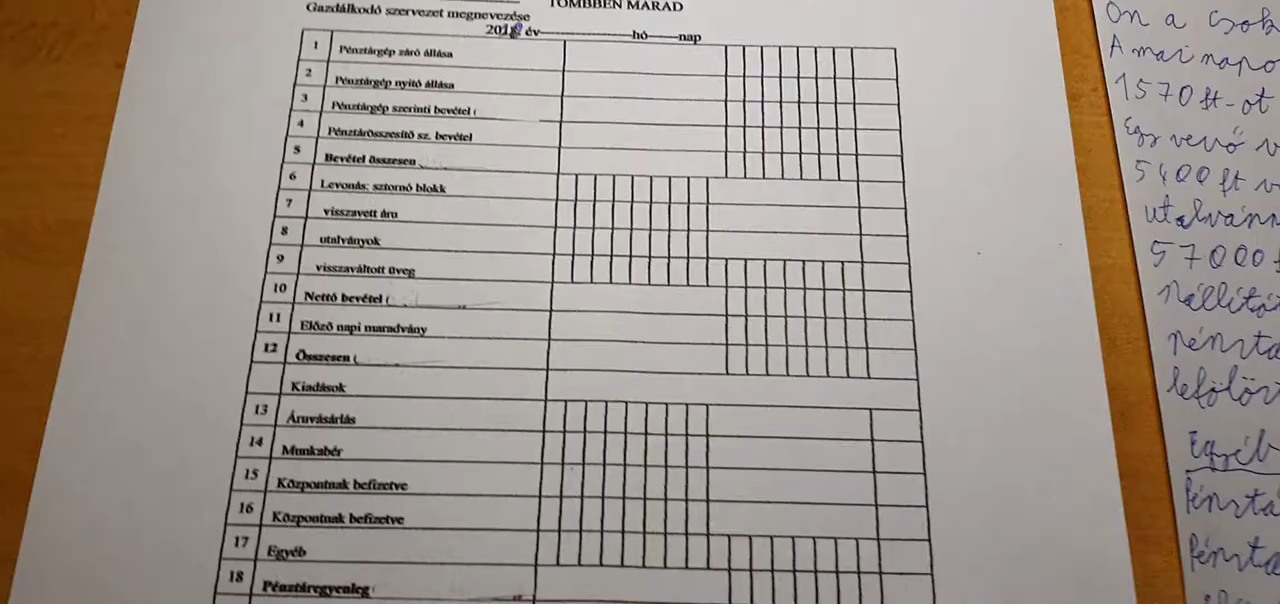 TÖMBBEN MARAD
Gazdálkodó szervezet megnevezése
2018 év hó nap
1 Pénztárgép záró állása
2 Pénztárgép nyitó állása
3 Pénztárgép szerinti bevétel (
4 Pénztárösszesítő sz. bevétel
5 Bevétel összesen
6 Levonás: sztornó blokk
7 visszavett áru
8 utalványok
9 visszaváltott üveg
10 Nettó bevétel (
11 Előző napi maradvány
12 Összesen (
Kiadások
13 Áruvásárlás
14 Munkabér
15 Központnak befizetve
16 Központnak befizetve
17 Egyéb
18 Pénztáregyenleg
Ön a csok
A mai napo
1570 ft-ot
Egy vevő v
5400 ft v
utalvánn
57000 f
pénzta
lefölöz
Egyéb
Pénzta
Pénzta